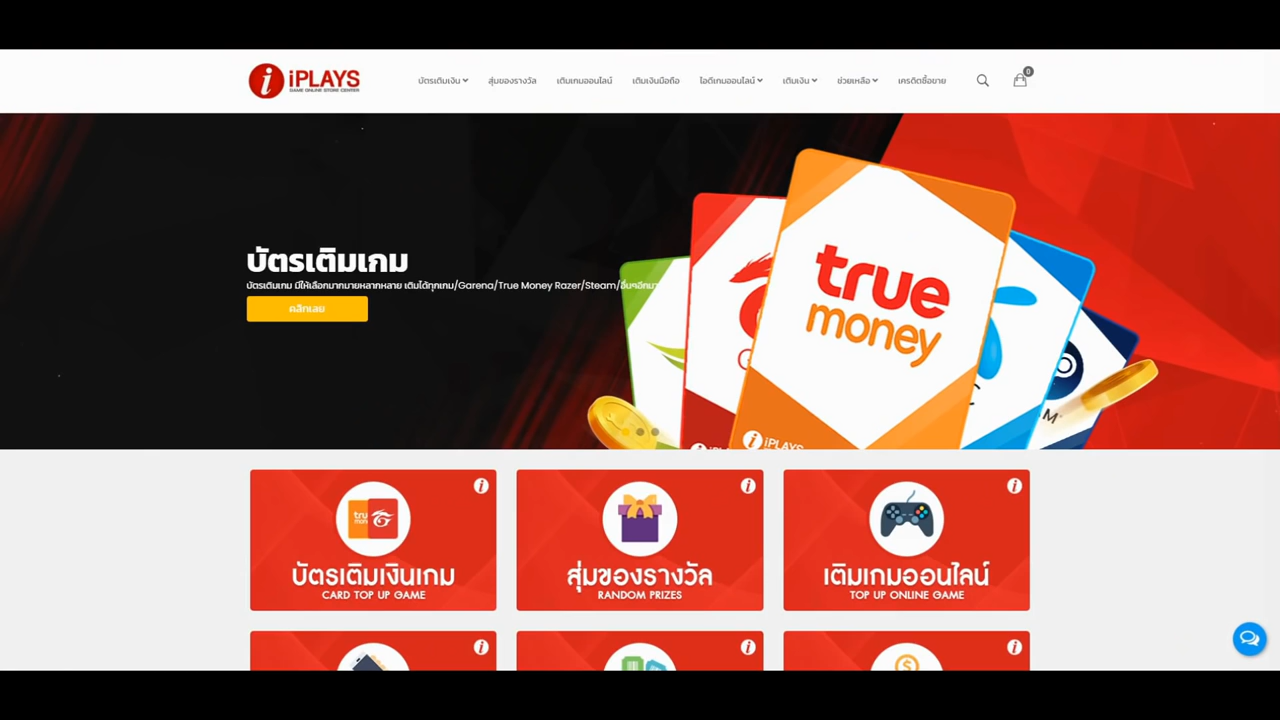 iPLAYS
GAME ONLINE STORE CENTER
บัตรเติมเงิน
สุ่มของรางวัล
เติมเกมออนไลน์
เติมเงินมือถือ
ไอดีเกมออนไลน์
เติมเงิน
ช่วยเหลือ
เครดิตซื้อขาย
0
บัตรเติมเกม
บัตรเติมเกม มีให้เลือกมากมายหลากหลาย เติมได้ทุกเกม/Garena/True Money Razer/Steam/อื่นๆอีกมา
คลิกเลย
true
money
iPLAYS
บัตรเติมเงินเกม
CARD TOP UP GAME
สุ่มของรางวัล
RANDOM PRIZES
เติมเกมออนไลน์
TOP UP ONLINE GAME